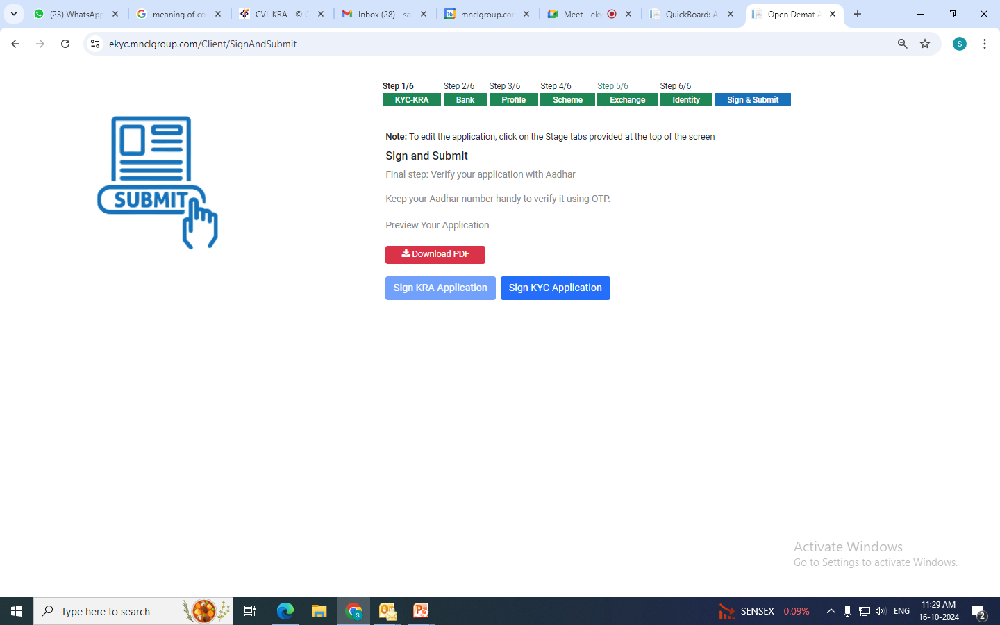 (23) WhatsApp
meaning of co
CVL KRA - ©
Inbox (28) - sa
mnclgroup.co
Meet - eky
QuickBoard: A
Open Demat A
ekyc.mnclgroup.com/Client/SignAndSubmit
S
Step 1/6 Step 2/6 Step 3/6 Step 4/6 Step 5/6 Step 6/6
KYC-KRA Bank Profile Scheme Exchange Identity Sign & Submit
Note: To edit the application, click on the Stage tabs provided at the top of the screen
Sign and Submit
Final step: Verify your application with Aadhar
Keep your Aadhar number handy to verify it using OTP.
Preview Your Application
Download PDF
Sign KRA Application Sign KYC Application
SUBMIT
Activate Windows
Go to Settings to activate Windows.
Type here to search
SENSEX -0.09%
ENG
11:29 AM
16-10-2024
2